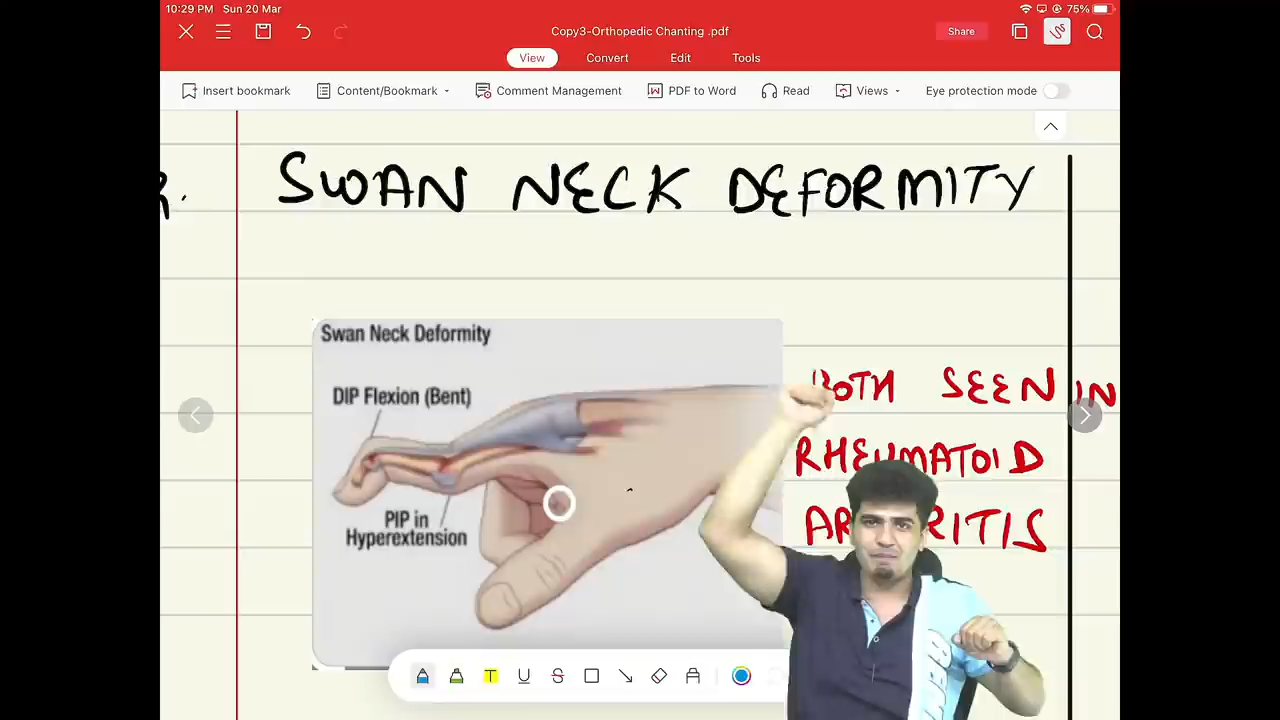 10:29 PM Sun 20 Mar 75%
Copy3-Orthopedic Chanting .pdf
Share
View Convert Edit Tools
Insert bookmark Content/Bookmark Comment Management PDF to Word Read Views Eye protection mode
SWAN NECK DEFORMITY
Swan Neck Deformity
DIP Flexion (Bent)
PIP in
Hyperextension
BOTH SEEN IN
RHEUMATOID
T